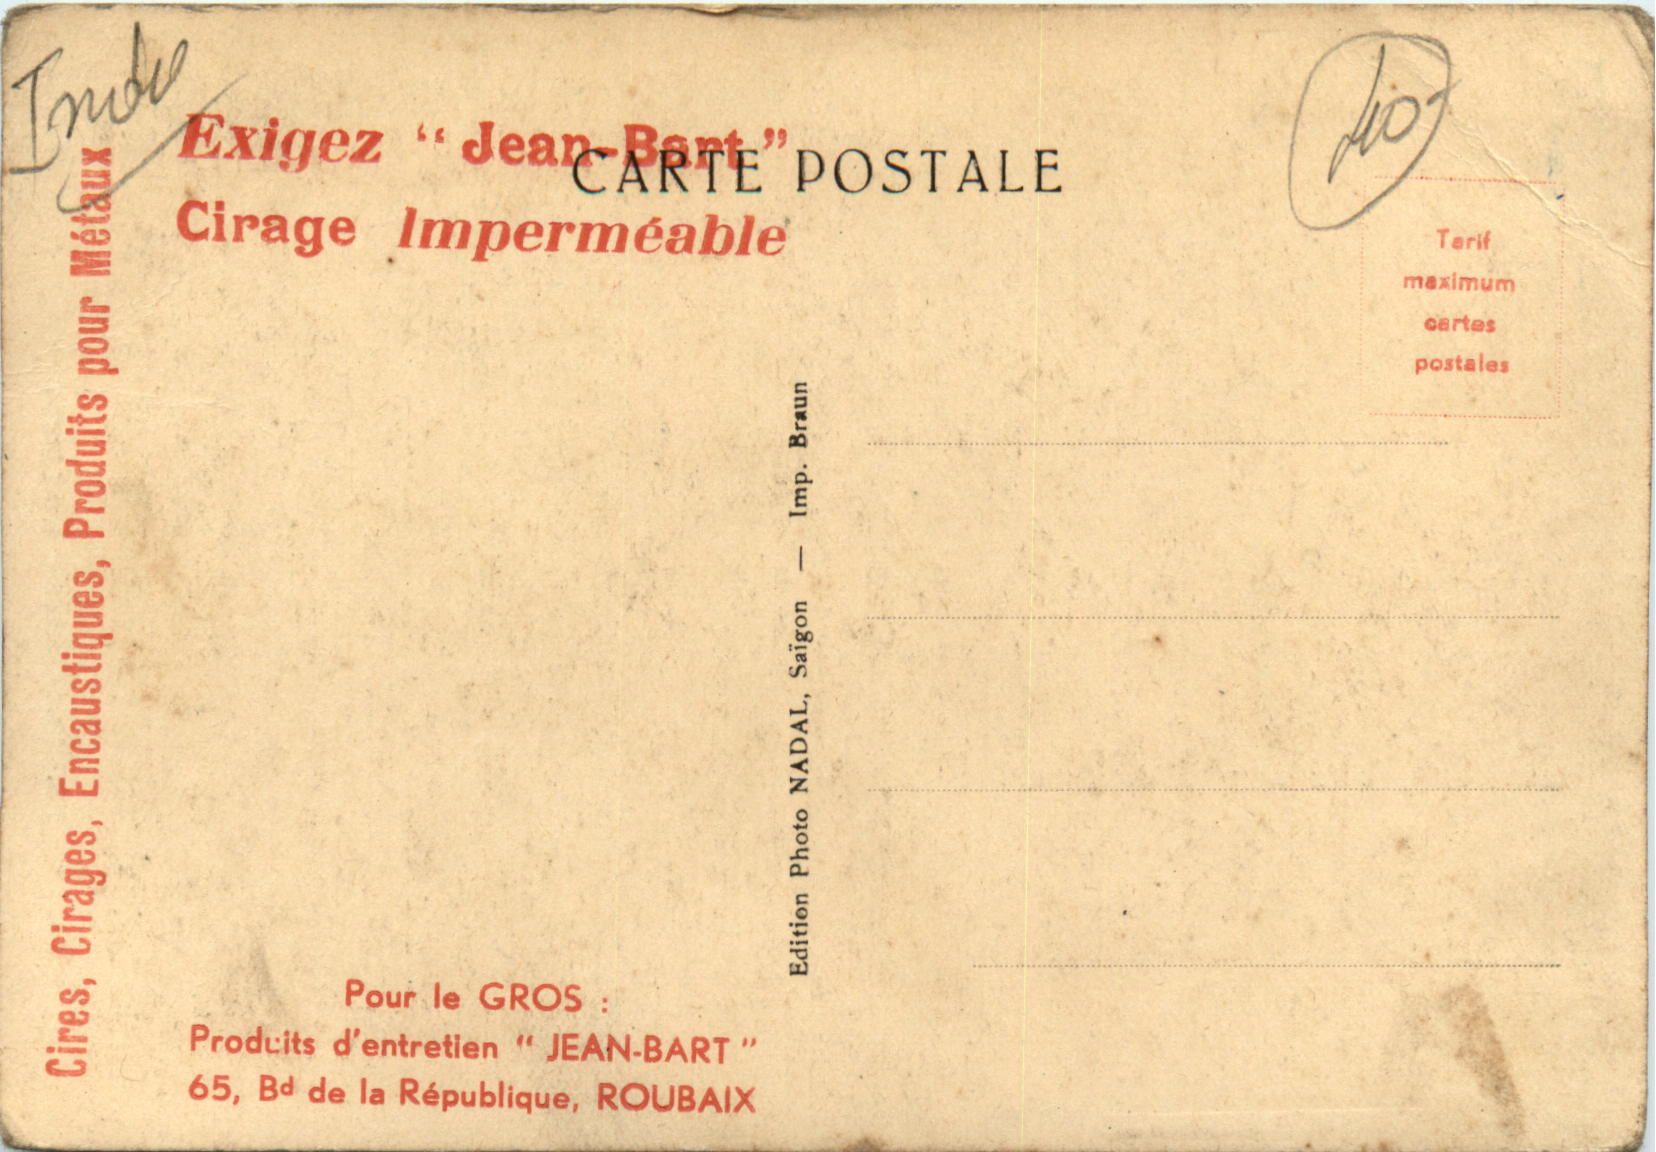 Indo
40
Exigez “ Jean-Bart ”
CARTE POSTALE
Cirage Imperméable
Tarif
maximum
cartes
postales
Cires, Cirages, Encaustiques, Produits pour Métaux
Edition Photo NADAL, Saïgon — Imp. Braun
Pour le GROS :
Produits d'entretien “ JEAN-BART ”
65, Bd de la République, ROUBAIX